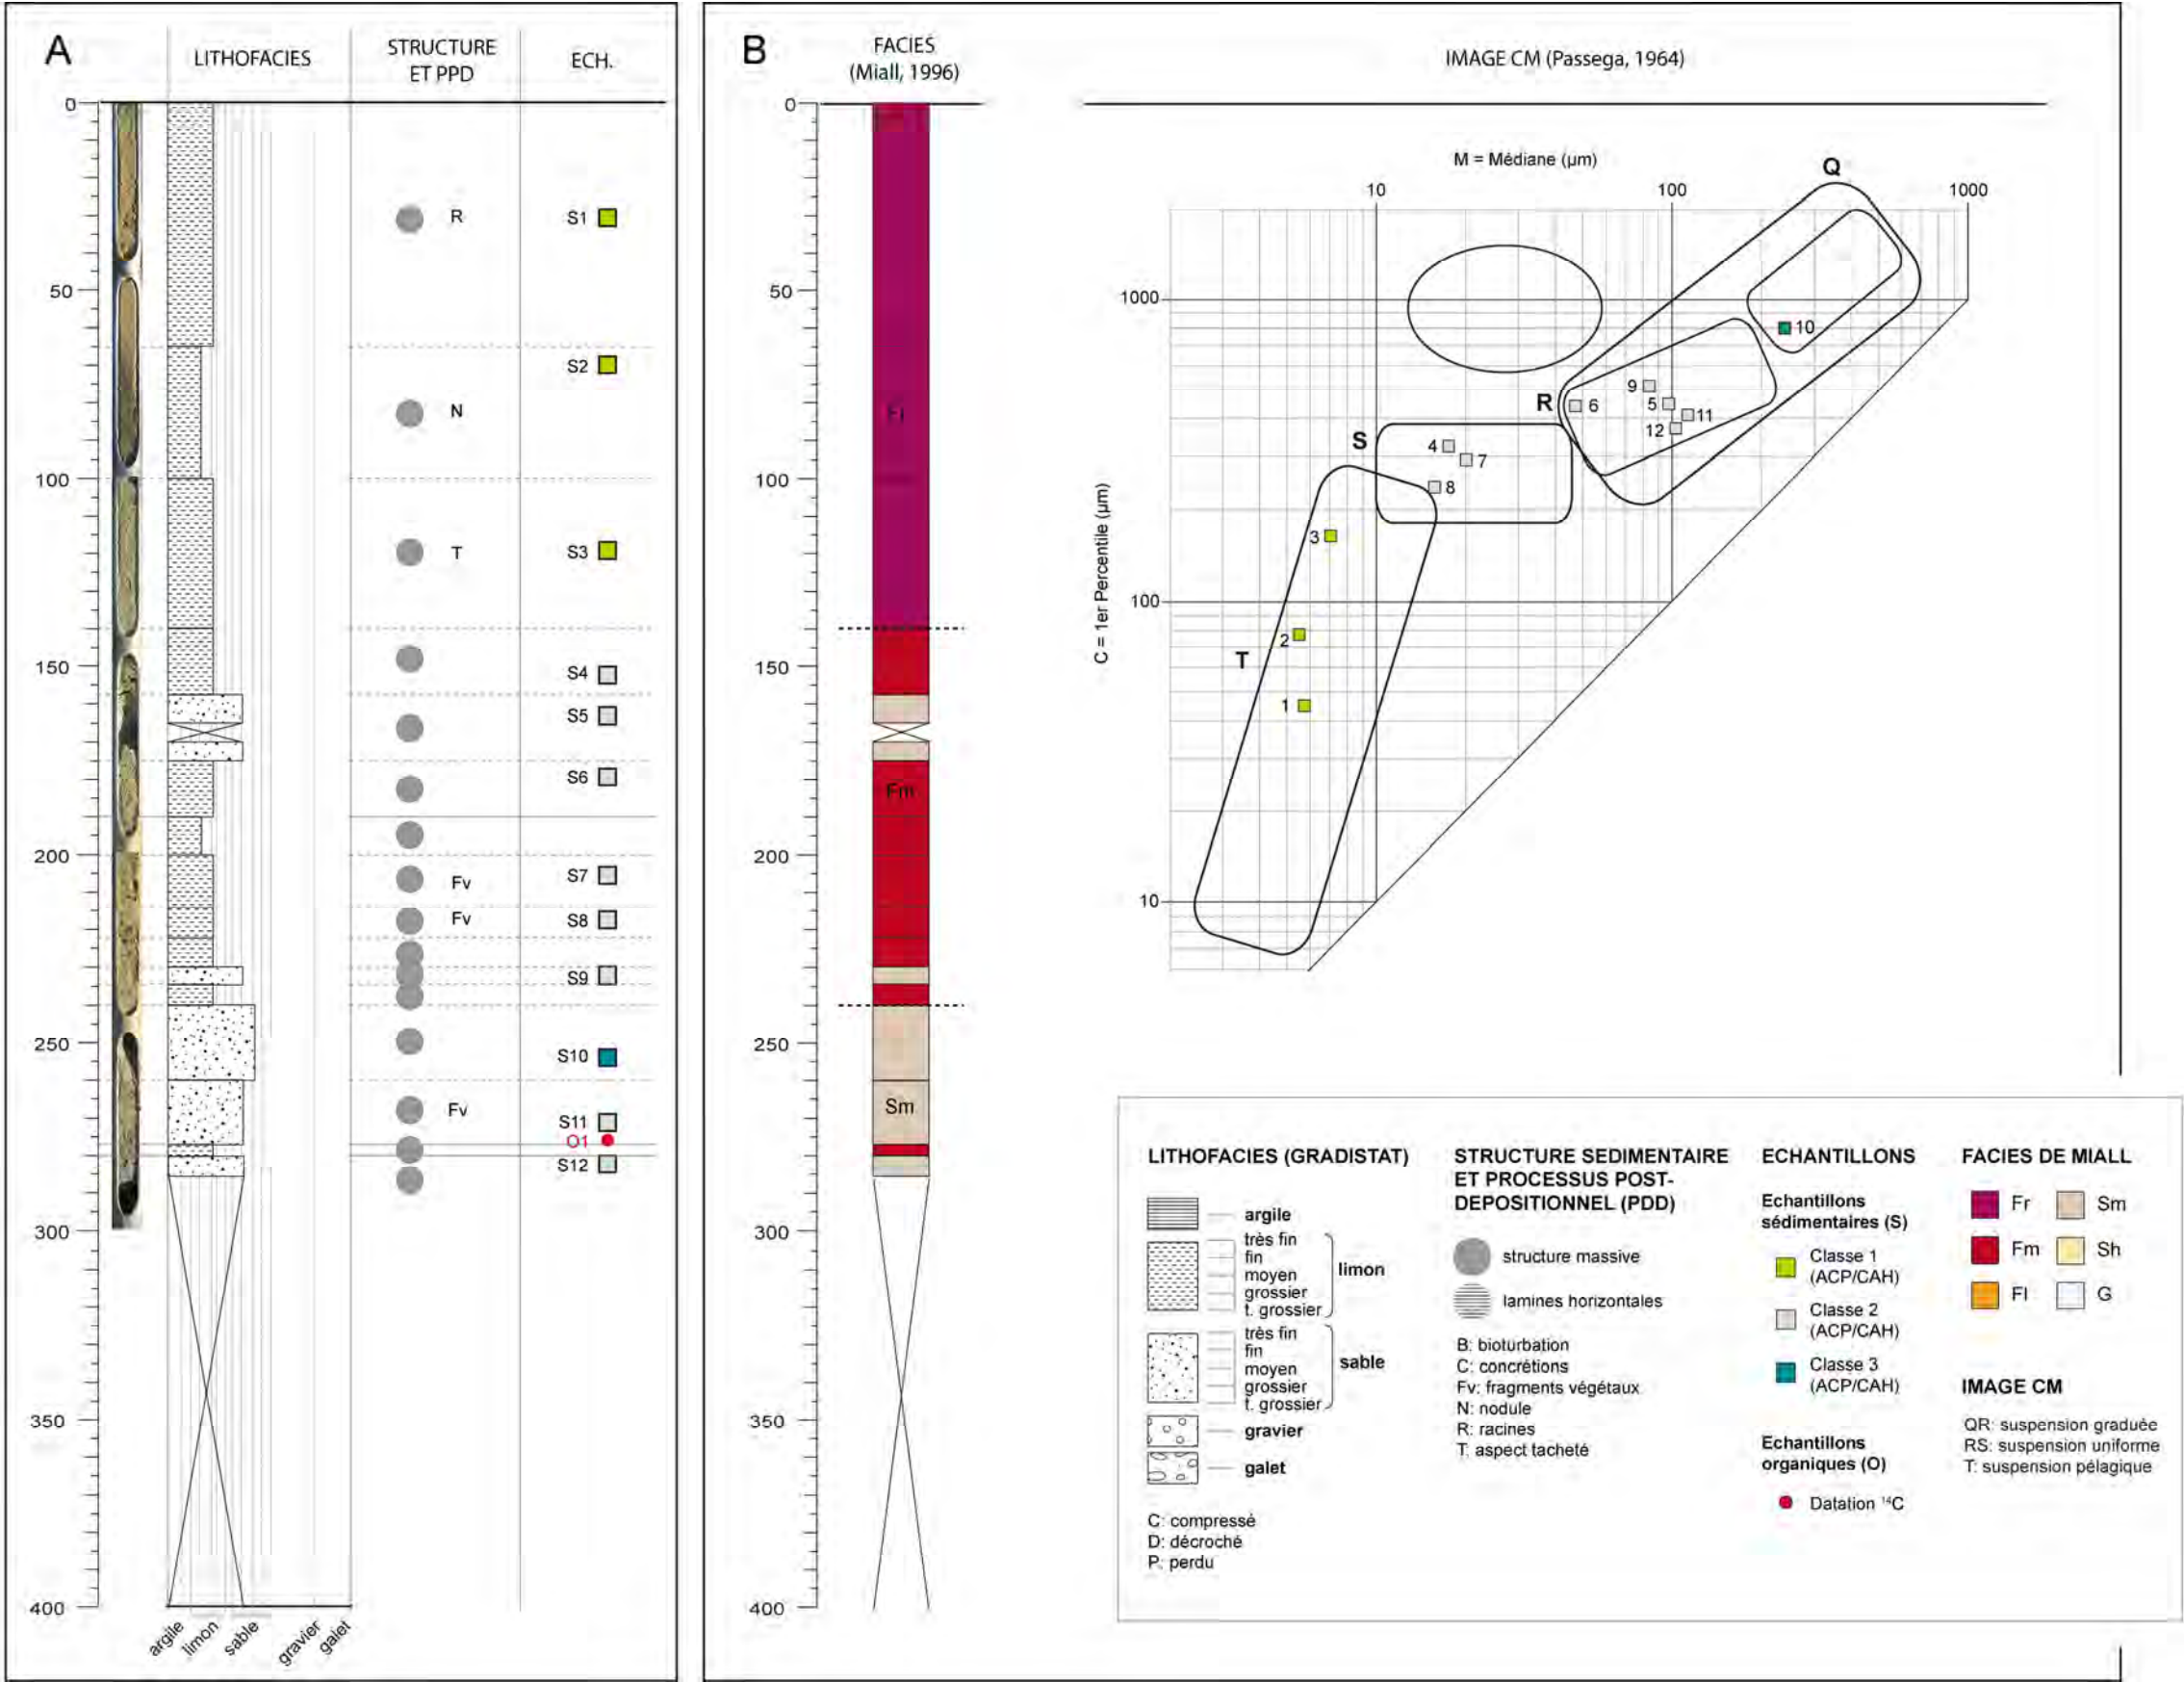 A
LITHOFACIES
STRUCTURE
ET PPD
ECH.
0
50
100
150
200
250
300
350
400
R
N
T
Fv
Fv
Fv
S1
S2
S3
S4
S5
S6
S7
S8
S9
S10
S11
O1
S12
argile
limon
sable
gravier
galet
B
FACIES
(Miall, 1996)
0
50
100
150
200
250
300
350
400
Fm
Sm
IMAGE CM (Passega, 1964)
M = Médiane (µm)
10
100
1000
C = 1er Percentile (µm)
1000
100
10
Q
R
S
T
10
9
6
5
11
12
4
7
8
3
2
1
LITHOFACIES (GRADISTAT)
argile
très fin
fin
moyen
grossier
t. grossier
limon
très fin
fin
moyen
grossier
t. grossier
sable
gravier
galet
C: compressé
D: décroché
P: perdu
STRUCTURE SEDIMENTAIRE
ET PROCESSUS POST-
DEPOSITIONNEL (PDD)
structure massive
lamines horizontales
B: bioturbation
C: concrétions
Fv: fragments végétaux
N: nodule
R: racines
T: aspect tacheté
ECHANTILLONS
Echantillons
sédimentaires (S)
Classe 1
(ACP/CAH)
Classe 2
(ACP/CAH)
Classe 3
(ACP/CAH)
Echantillons
organiques (O)
Datation ¹⁴C
FACIES DE MIALL
Fr
Sm
Fm
Sh
Fl
G
IMAGE CM
QR: suspension graduée
RS: suspension uniforme
T: suspension pélagique